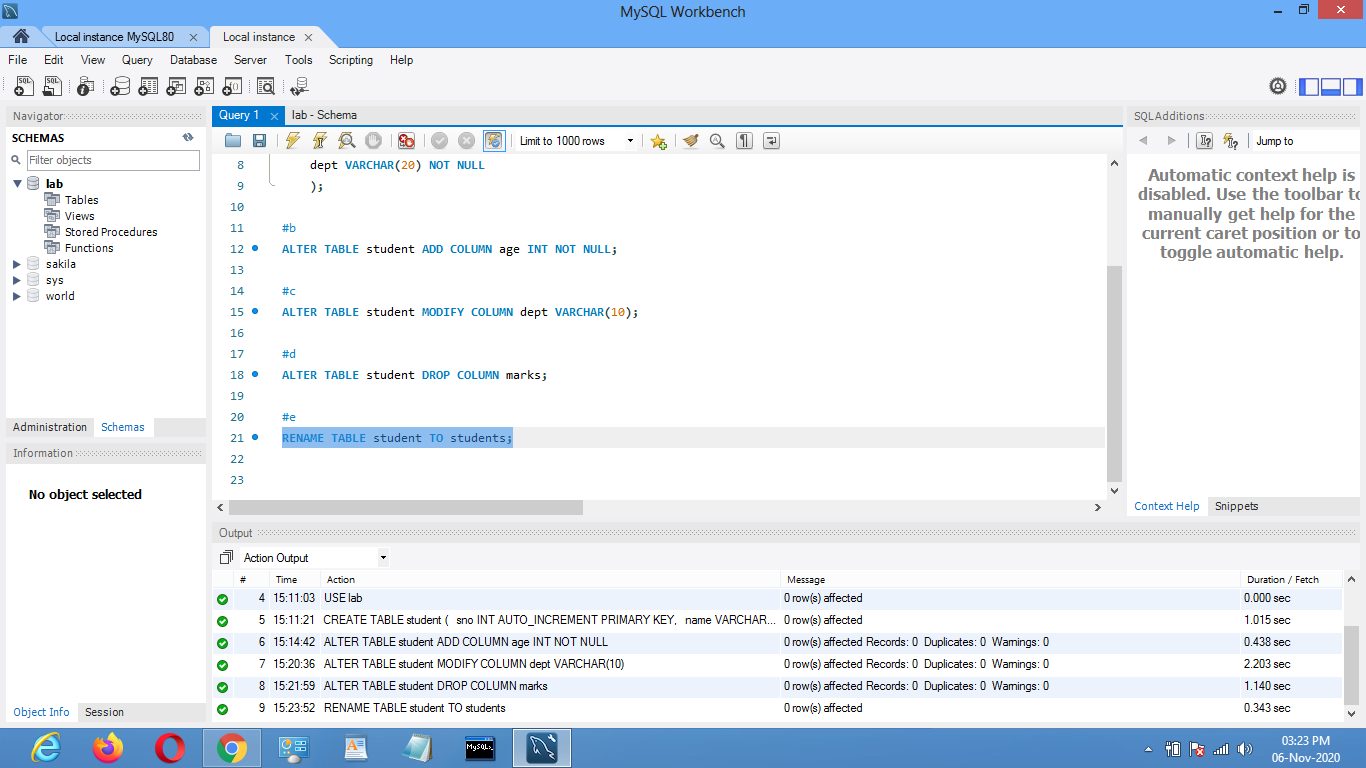 MySQL Workbench
Local instance MySQL80
Local instance
File Edit View Query Database Server Tools Scripting Help
Navigator
SCHEMAS
Filter objects
lab
Tables
Views
Stored Procedures
Functions
sakila
sys
world
Administration Schemas
Information
No object selected
Object Info Session
Query 1 lab - Schema
Limit to 1000 rows
8 dept VARCHAR(20) NOT NULL
9 );
10
11 #b
12 ALTER TABLE student ADD COLUMN age INT NOT NULL;
13
14 #c
15 ALTER TABLE student MODIFY COLUMN dept VARCHAR(10);
16
17 #d
18 ALTER TABLE student DROP COLUMN marks;
19
20 #e
21 RENAME TABLE student TO students;
22
23
SQLAdditions
Jump to
Automatic context help is
disabled. Use the toolbar to
manually get help for the
current caret position or to
toggle automatic help.
Context Help Snippets
Output
Action Output
# Time Action Message Duration / Fetch
4 15:11:03 USE lab 0 row(s) affected 0.000 sec
5 15:11:21 CREATE TABLE student ( sno INT AUTO_INCREMENT PRIMARY KEY, name VARCHAR... 0 row(s) affected 1.015 sec
6 15:14:42 ALTER TABLE student ADD COLUMN age INT NOT NULL 0 row(s) affected Records: 0 Duplicates: 0 Warnings: 0 0.438 sec
7 15:20:36 ALTER TABLE student MODIFY COLUMN dept VARCHAR(10) 0 row(s) affected Records: 0 Duplicates: 0 Warnings: 0 2.203 sec
8 15:21:59 ALTER TABLE student DROP COLUMN marks 0 row(s) affected Records: 0 Duplicates: 0 Warnings: 0 1.140 sec
9 15:23:52 RENAME TABLE student TO students 0 row(s) affected 0.343 sec
03:23 PM
06-Nov-2020